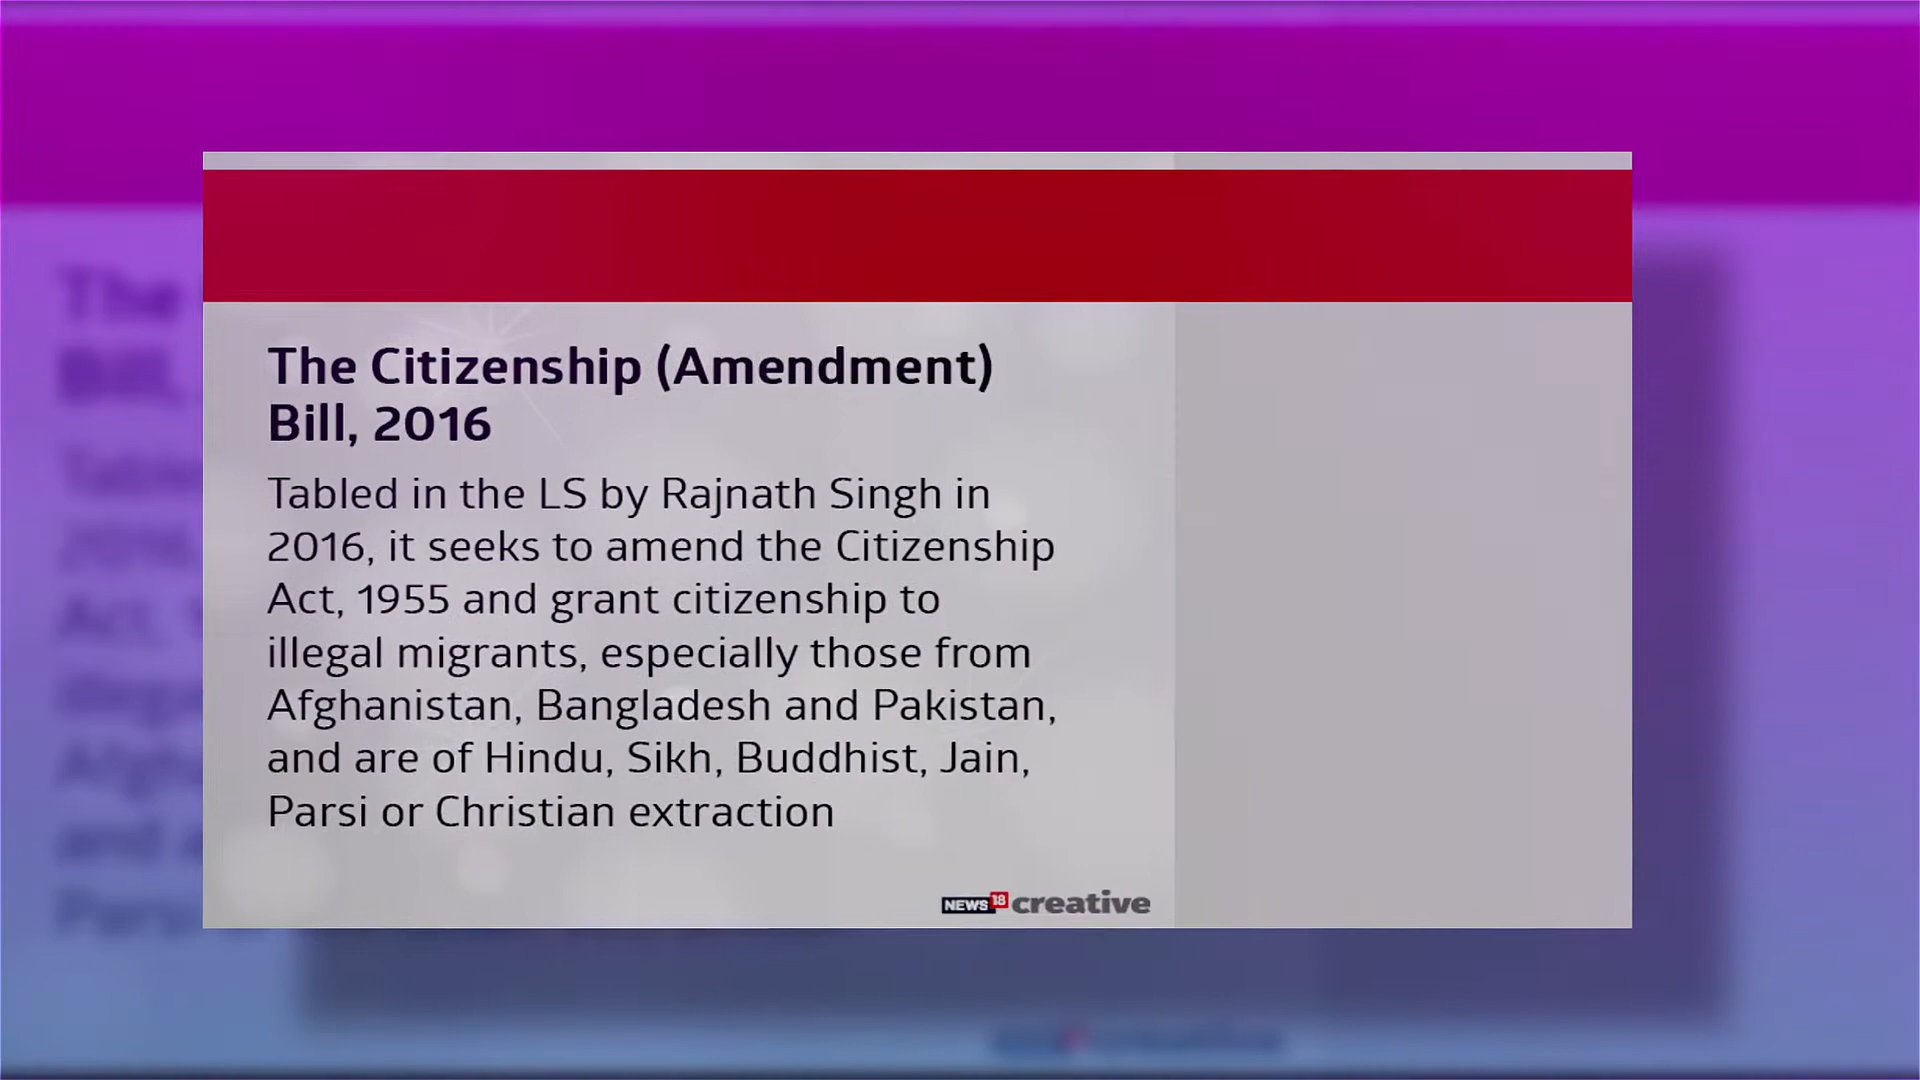 The Citizenship (Amendment)
Bill, 2016
Tabled in the LS by Rajnath Singh in
2016, it seeks to amend the Citizenship
Act, 1955 and grant citizenship to
illegal migrants, especially those from
Afghanistan, Bangladesh and Pakistan,
and are of Hindu, Sikh, Buddhist, Jain,
Parsi or Christian extraction
NEWS18 creative